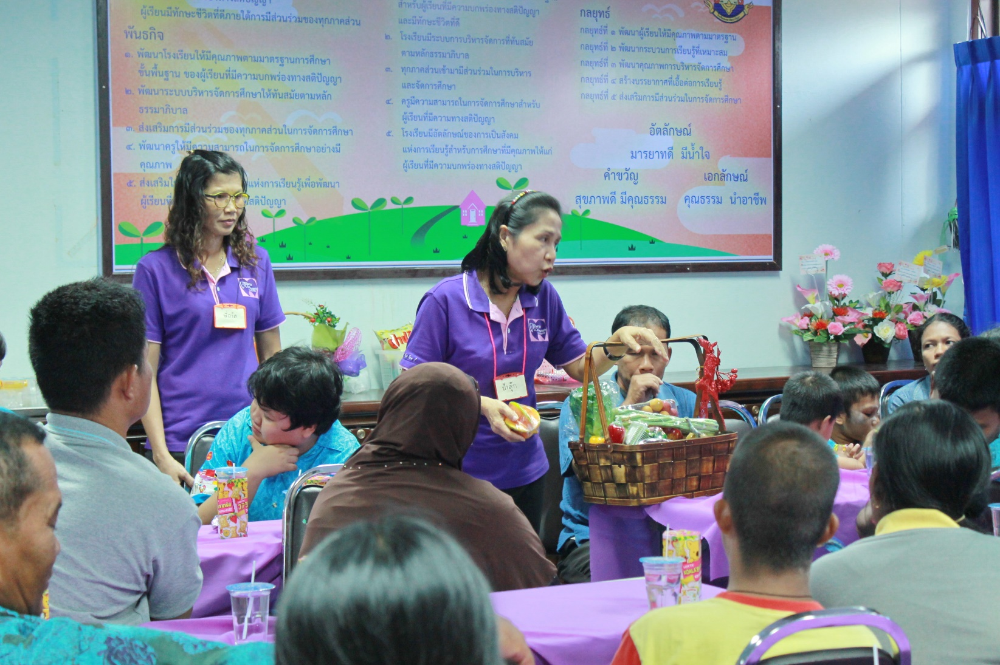 ผู้เรียนมีทักษะชีวิตที่ดีภายใต้การมีส่วนร่วมของทุกภาคส่วน
พันธกิจ
๑. พัฒนาโรงเรียนให้มีคุณภาพตามมาตรฐานการศึกษา
ขั้นพื้นฐาน ของผู้เรียนที่มีความบกพร่องทางสติปัญญา
๒. พัฒนาระบบบริหารจัดการศึกษาให้ทันสมัยตามหลัก
ธรรมาภิบาล
๓. ส่งเสริมการมีส่วนร่วมของทุกภาคส่วนในการจัดการศึกษา
๔. พัฒนาครูให้มีความสามารถในการจัดการศึกษาอย่างมี
คุณภาพ
๕. ส่งเสริม แห่งการเรียนรู้เพื่อพัฒนา
ผู้เรียนที่ สติปัญญา
สำหรับผู้เรียนที่มีความบกพร่องทางสติปัญญา
และมีทักษะชีวิตที่ดี
๒. โรงเรียนมีระบบการบริหารจัดการที่ทันสมัย
ตามหลักธรรมาภิบาล
๓. ทุกภาคส่วนเข้ามามีส่วนร่วมในการบริหาร
และจัดการศึกษา
๔. ครูมีความสามารถในการจัดการศึกษาสำหรับ
ผู้เรียนที่มีความทางสติปัญญา
๕. โรงเรียนมีอัตลักษณ์ของการเป็นสังคม
แห่งการเรียนรู้สำหรับการศึกษาที่มีคุณภาพให้แก่
ผู้เรียนที่มีความบกพร่องทางสติปัญญา
กลยุทธ์
กลยุทธ์ที่ ๑ พัฒนาผู้เรียนให้มีคุณภาพตามมาตรฐาน
กลยุทธ์ที่ ๒ พัฒนากระบวนการเรียนรู้ที่เหมาะสม
กลยุทธ์ที่ ๓ พัฒนาคุณภาพการบริหารจัดการศึกษา
กลยุทธ์ที่ ๔ สร้างบรรยากาศที่เอื้อต่อการเรียนรู้
กลยุทธ์ที่ ๕ ส่งเสริมการมีส่วนร่วมในการจัดการศึกษา
อัตลักษณ์
มารยาทดี มีน้ำใจ
คำขวัญ เอกลักษณ์
สุขภาพดี มีคุณธรรม คุณธรรม นำอาชีพ
ป้าตุ๊ก
KOALA'S